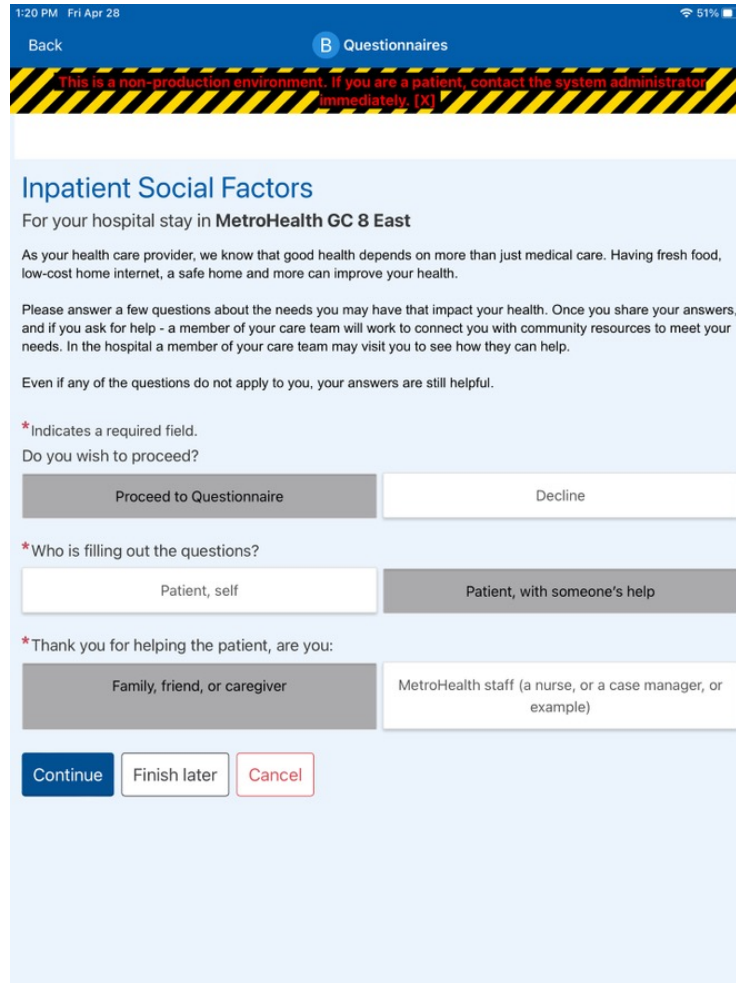 1:20 PM Fri Apr 28
51%
Back
B Questionnaires
This is a non-production environment. If you are a patient, contact the system administrator
immediately. [X]
Inpatient Social Factors
For your hospital stay in MetroHealth GC 8 East
As your health care provider, we know that good health depends on more than just medical care. Having fresh food,
low-cost home internet, a safe home and more can improve your health.
Please answer a few questions about the needs you may have that impact your health. Once you share your answers,
and if you ask for help - a member of your care team will work to connect you with community resources to meet your
needs. In the hospital a member of your care team may visit you to see how they can help.
Even if any of the questions do not apply to you, your answers are still helpful.
*Indicates a required field.
Do you wish to proceed?
Proceed to Questionnaire
Decline
*Who is filling out the questions?
Patient, self
Patient, with someone's help
*Thank you for helping the patient, are you:
Family, friend, or caregiver
MetroHealth staff (a nurse, or a case manager, or
example)
Continue
Finish later
Cancel